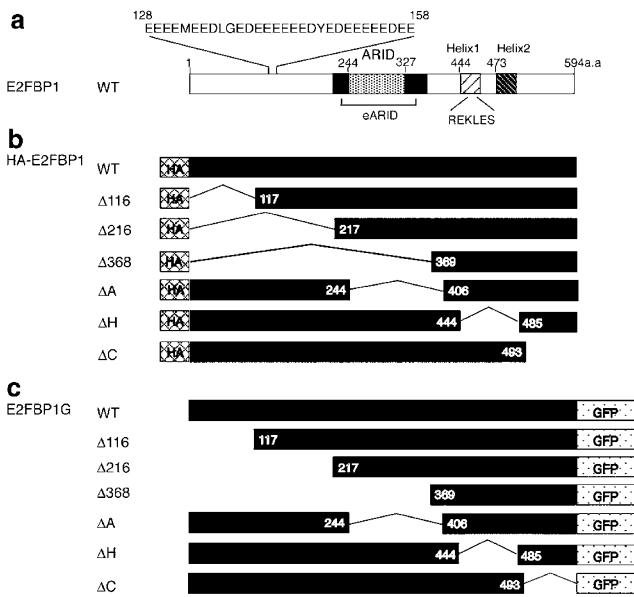 a
128 158
EEEEMEEDLGEDEEEEEEDYEDEEEEEDEE
ARID Helix1 Helix2
1 244 327 444 473 594a.a
E2FBP1 WT
eARID REKLES
b
HA-E2FBP1
WT HA
Δ116 HA 117
Δ216 HA 217
Δ368 HA 369
ΔA HA 244 406
ΔH HA 444 485
ΔC HA 493
c
E2FBP1G
WT GFP
Δ116 117 GFP
Δ216 217 GFP
Δ368 369 GFP
ΔA 244 406 GFP
ΔH 444 485 GFP
ΔC 493 GFP